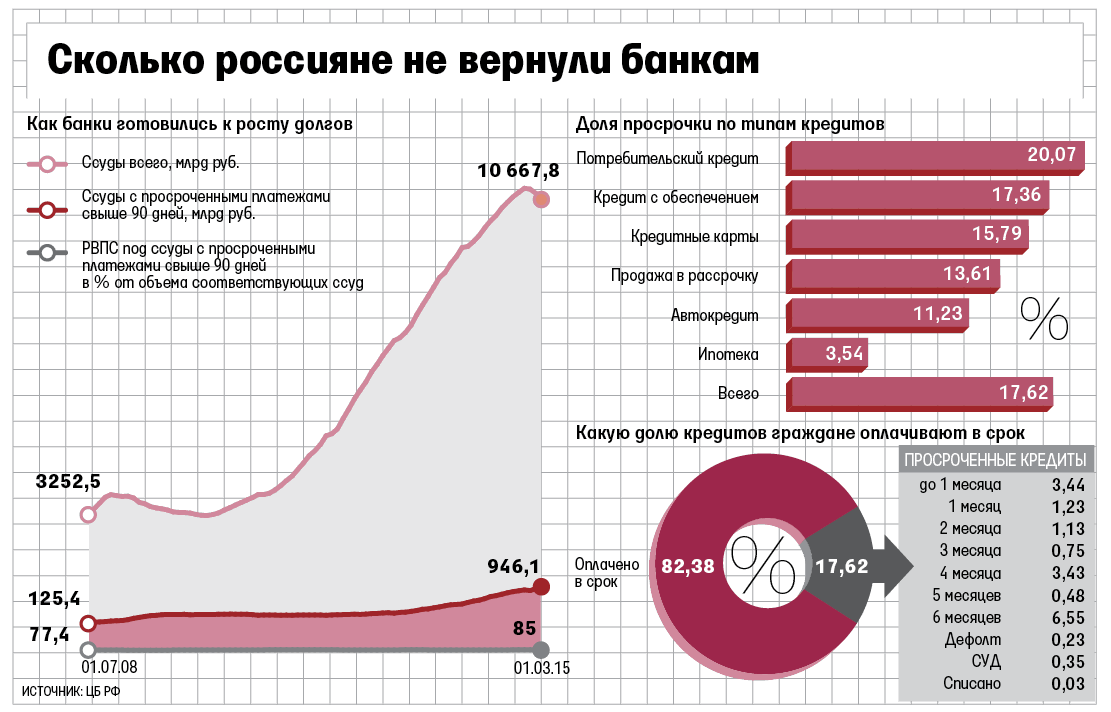 Сколько россияне не вернули банкам
Как банки готовились к росту долгов
Ссуды всего, млрд руб.
Ссуды с просроченными платежами
свыше 90 дней, млрд руб.
РВПС под ссуды с просроченными
платежами свыше 90 дней
в % от объема соответствующих ссуд
10 667,8
3252,5
125,4
77,4
946,1
85
01.07.08
01.03.15
ИСТОЧНИК: ЦБ РФ
Доля просрочки по типам кредитов
Потребительский кредит 20,07
Кредит с обеспечением 17,36
Кредитные карты 15,79
Продажа в рассрочку 13,61
Автокредит 11,23
Ипотека 3,54
Всего 17,62
%
Какую долю кредитов граждане оплачивают в срок
Оплачено
в срок
82,38
%
17,62
ПРОСРОЧЕННЫЕ КРЕДИТЫ
до 1 месяца 3,44
1 месяц 1,23
2 месяца 1,13
3 месяца 0,75
4 месяца 3,43
5 месяцев 0,48
6 месяцев 6,55
Дефолт 0,23
СУД 0,35
Списано 0,03